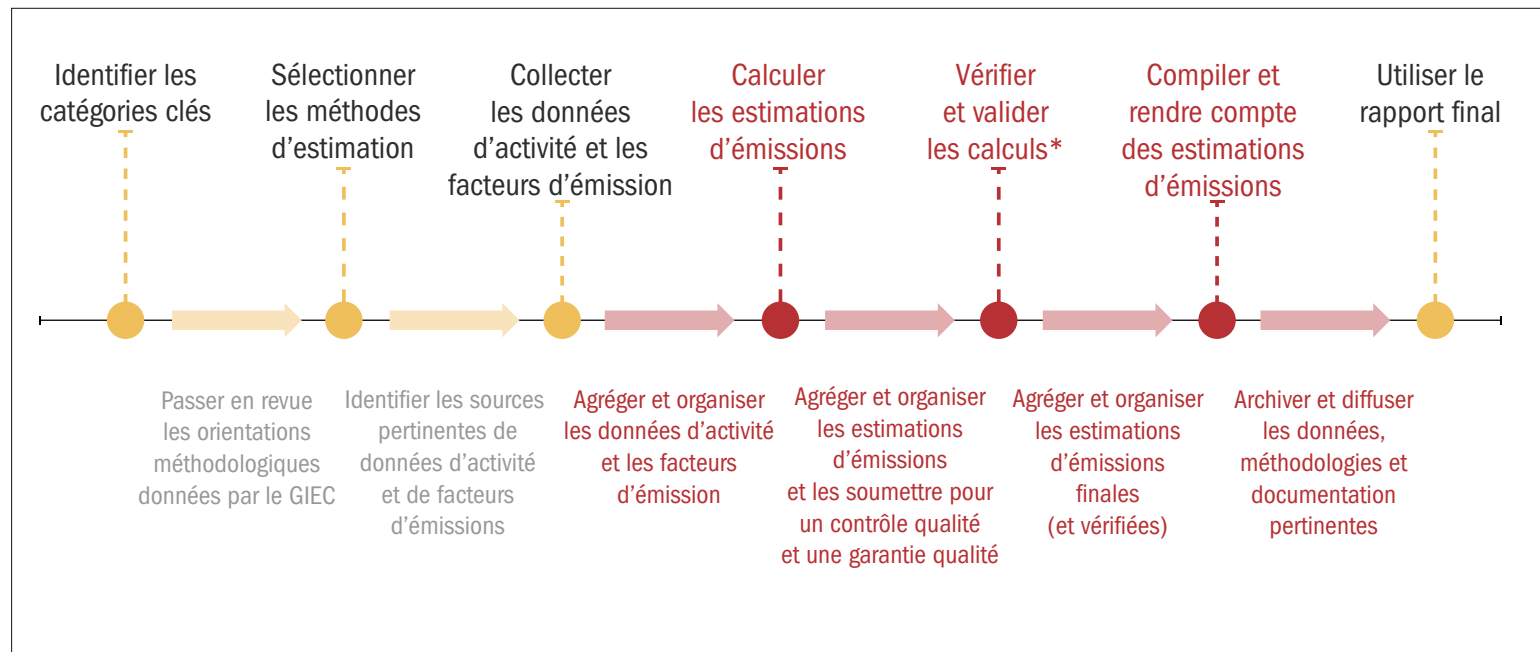 Identifier les
catégories clés
Sélectionner
les méthodes
d'estimation
Collecter
les données
d'activité et les
facteurs d'émission
Calculer
les estimations
d'émissions
Vérifier
et valider
les calculs*
Compiler et
rendre compte
des estimations
d'émissions
Utiliser le
rapport final
Passer en revue
les orientations
méthodologiques
données par le GIEC
Identifier les sources
pertinentes de
données d'activité
et de facteurs
d'émissions
Agréger et organiser
les données d'activité
et les facteurs
d'émission
Agréger et organiser
les estimations
d'émissions
et les soumettre pour
un contrôle qualité
et une garantie qualité
Agréger et organiser
les estimations
d'émissions
finales
(et vérifiées)
Archiver et diffuser
les données,
méthodologies et
documentation
pertinentes